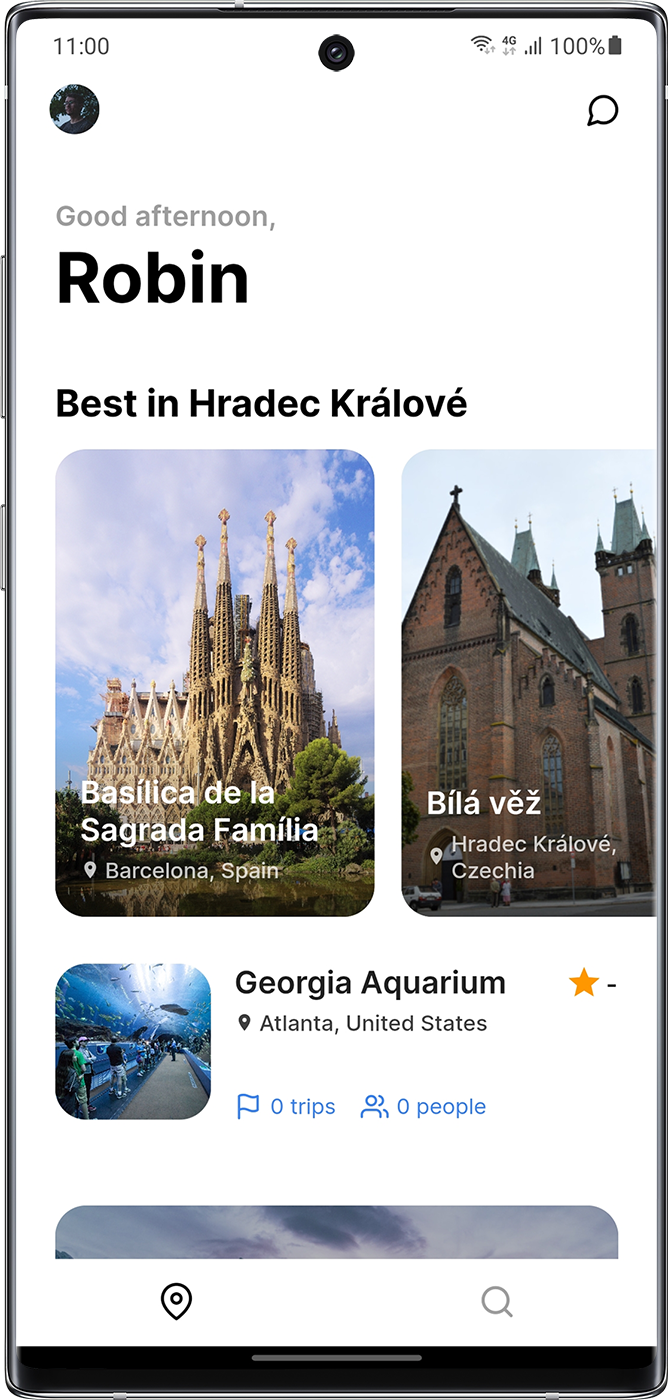 11:00
4G
100%
Good afternoon,
Robin
Best in Hradec Králové
Basílica de la
Sagrada Família
Barcelona, Spain
Bílá věž
Hradec Králové,
Czechia
Georgia Aquarium
-
Atlanta, United States
0 trips
0 people